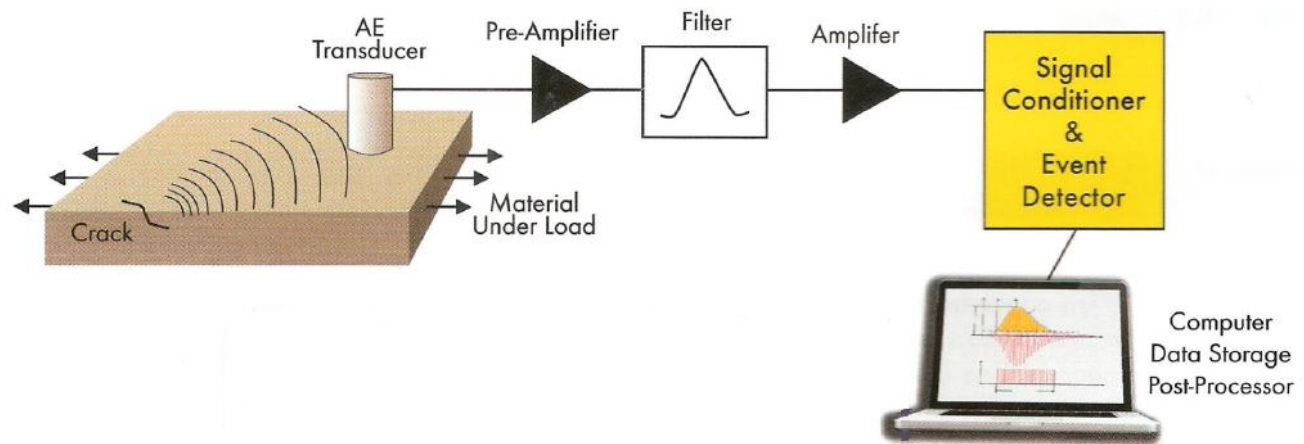 AE
Transducer
Pre-Amplifier
Filter
Amplifer
Signal
Conditioner
&
Event
Detector
Crack
Material
Under Load
Computer
Data Storage
Post-Processor